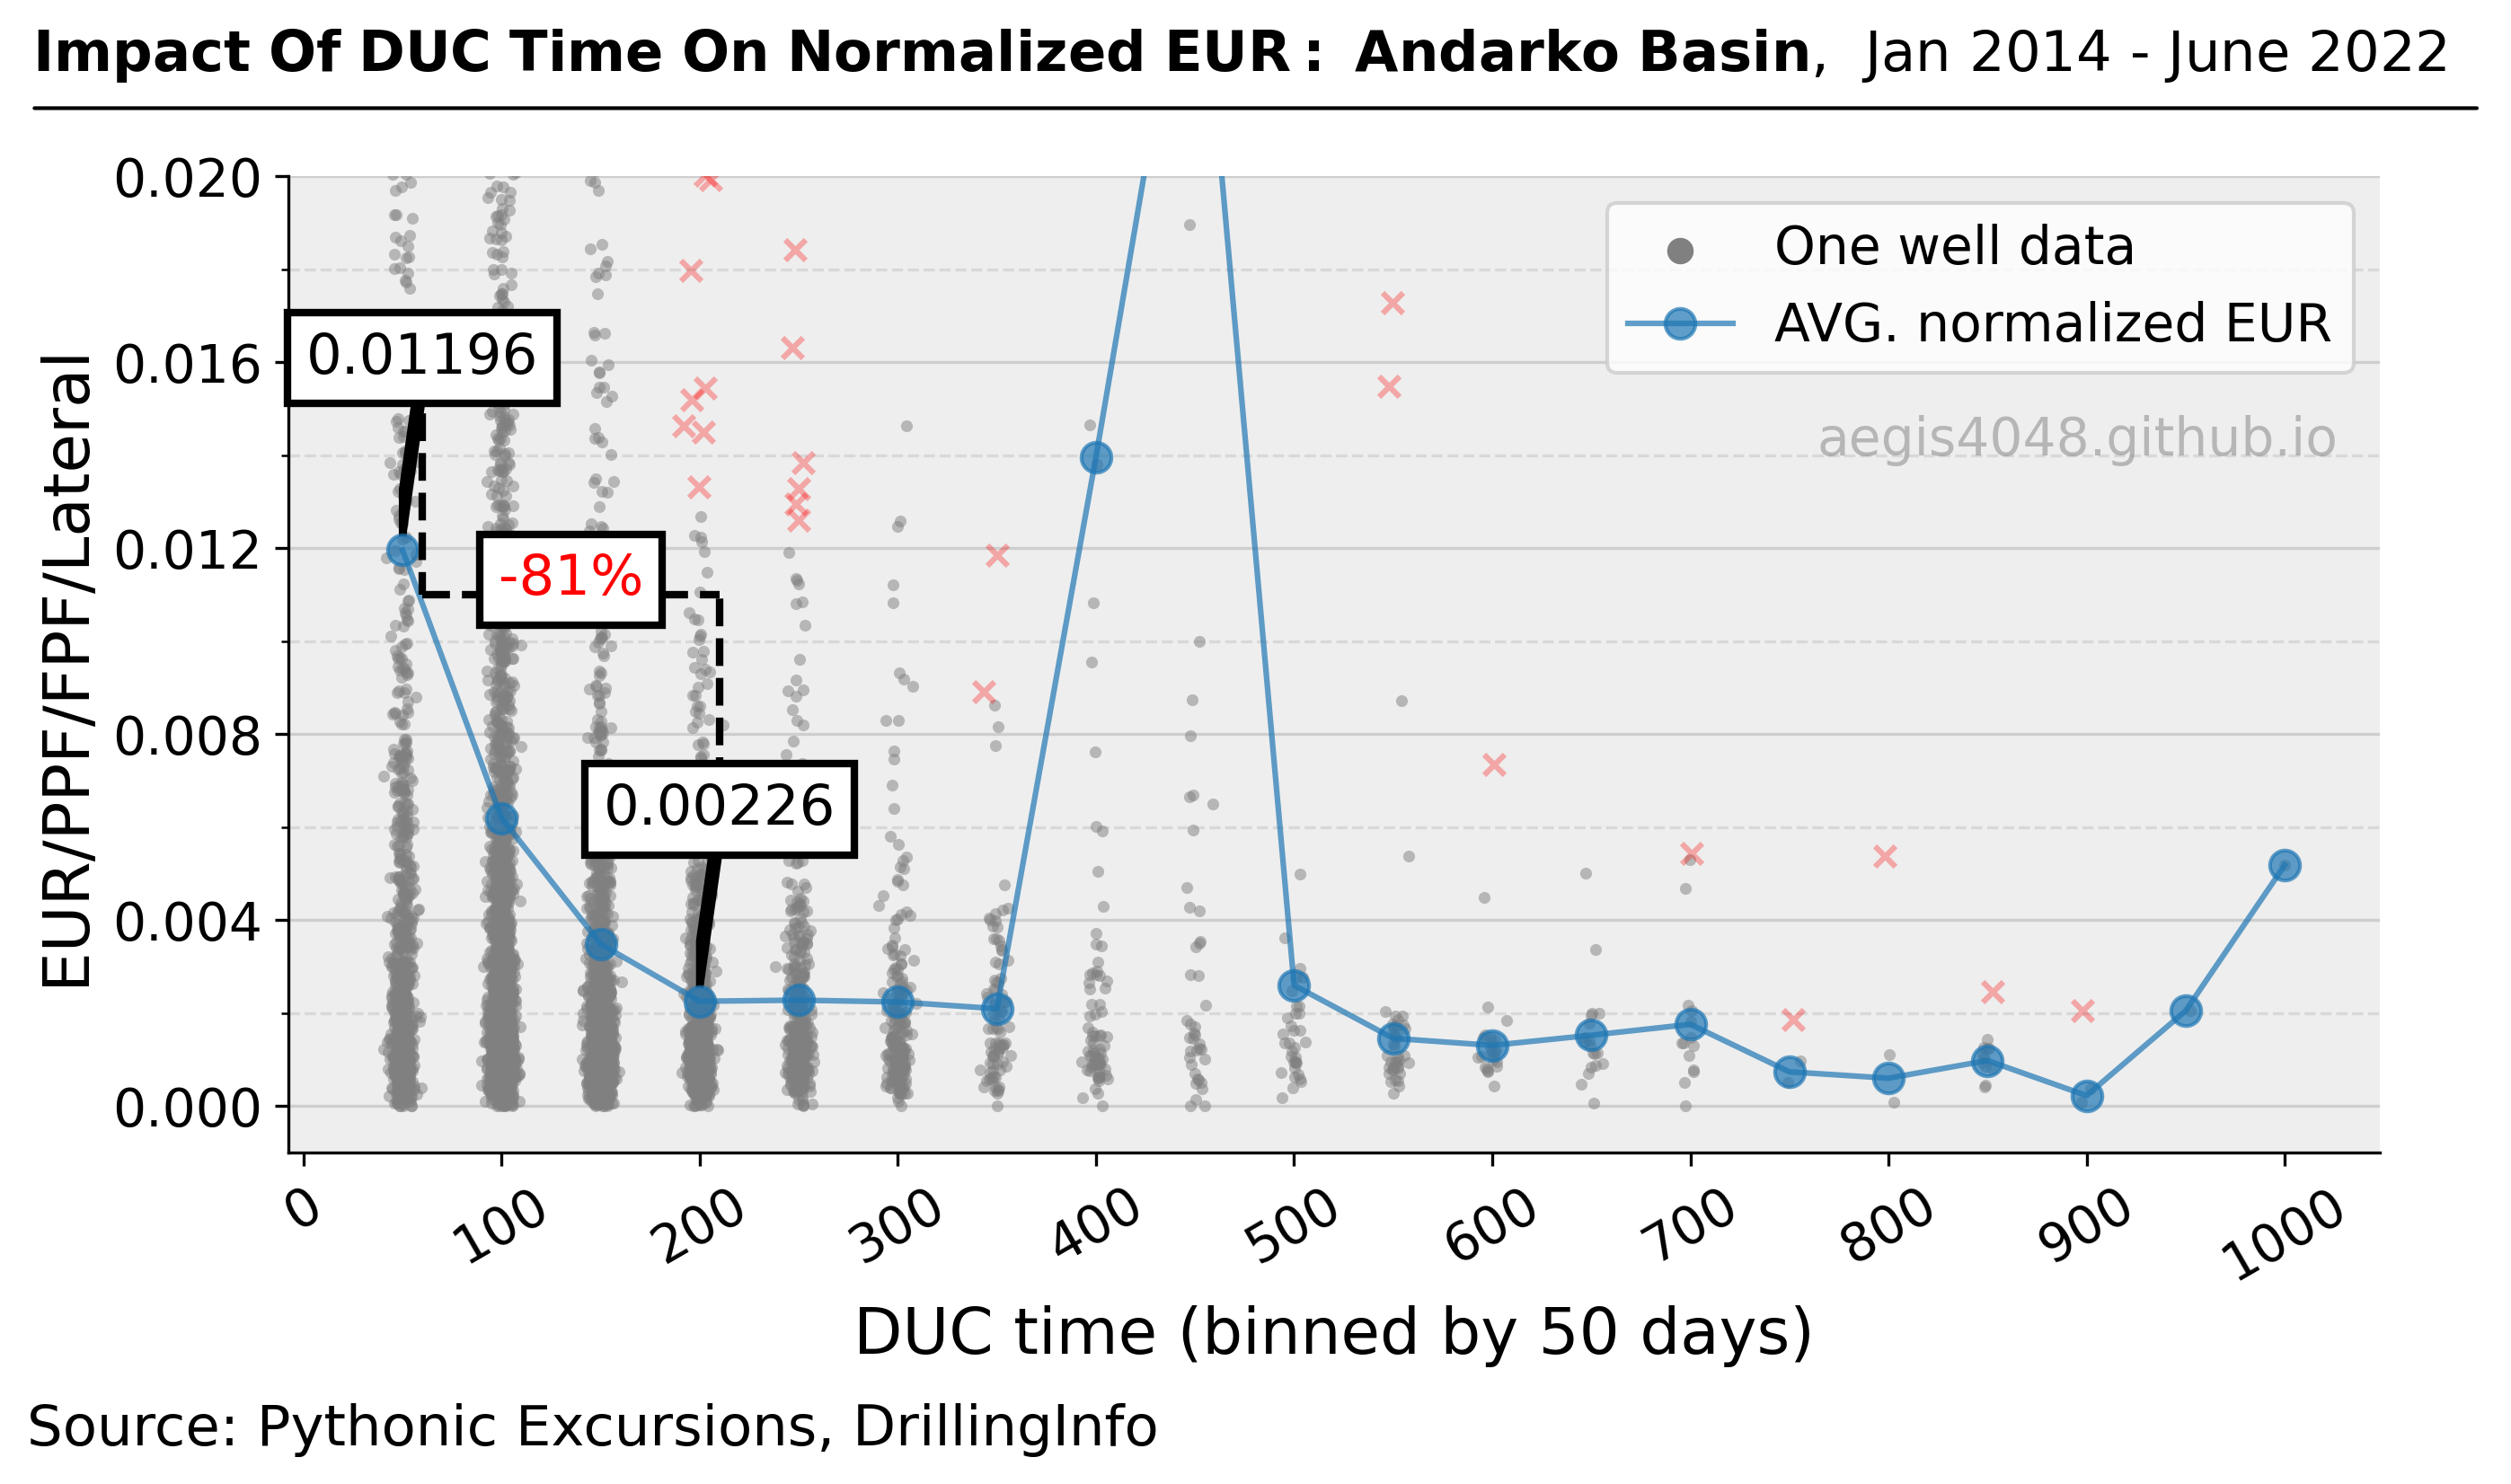 Impact Of DUC Time On Normalized EUR : Andarko Basin, Jan 2014 - June 2022
EUR/PPF/FPF/Lateral
0.020
0.016
0.012
0.008
0.004
0.000
0.01196
-81%
0.00226
One well data
AVG. normalized EUR
aegis4048.github.io
0
100
200
300
400
500
600
700
800
900
1000
DUC time (binned by 50 days)
Source: Pythonic Excursions, DrillingInfo